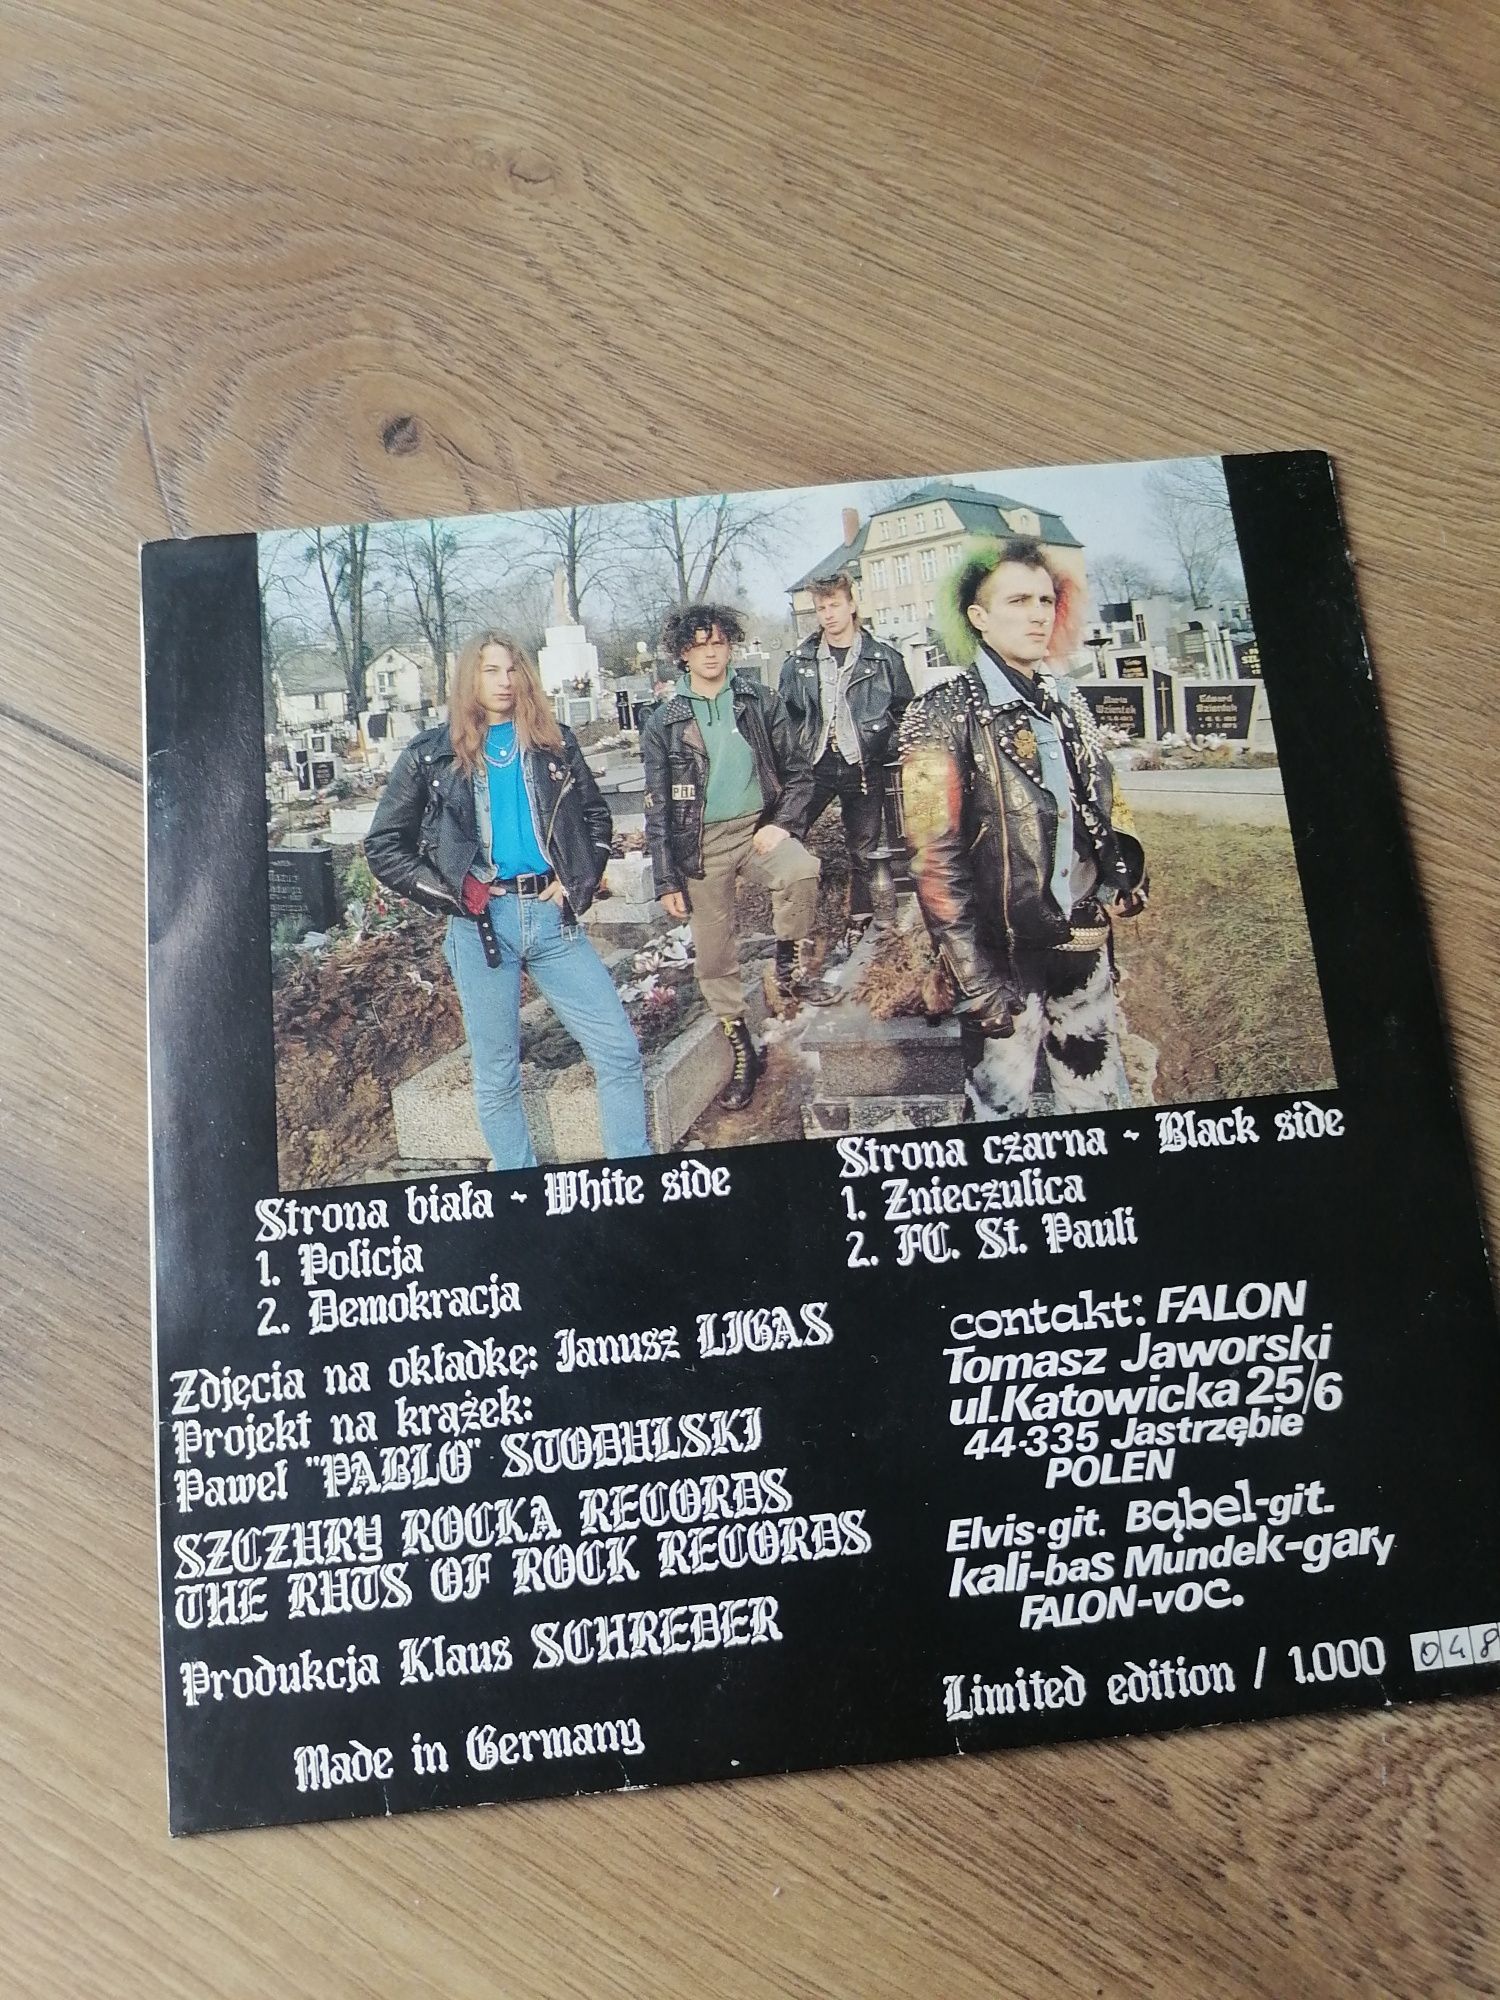 Strona biała - White side
1. Policja
2. Demokracja
Strona czarna - Black side
1. Znieczulica
2. FC. St. Pauli
Zdjęcia na okładkę: Janusz LIGAS
Projekt na krążek:
Paweł "PABLO" STODULSKI
SZCZURY ROCKA RECORDS
THE RUTS OF ROCK RECORDS
Produkcja Klaus SCHREDER
Made in Germany
contakt: FALON
Tomasz Jaworski
ul.Katowicka 25/6
44-335 Jastrzębie
POLEN
Elvis-git. Bąbel-git.
kali-bas Mundek-gary
FALON-voc.
Limited edition / 1.000 048